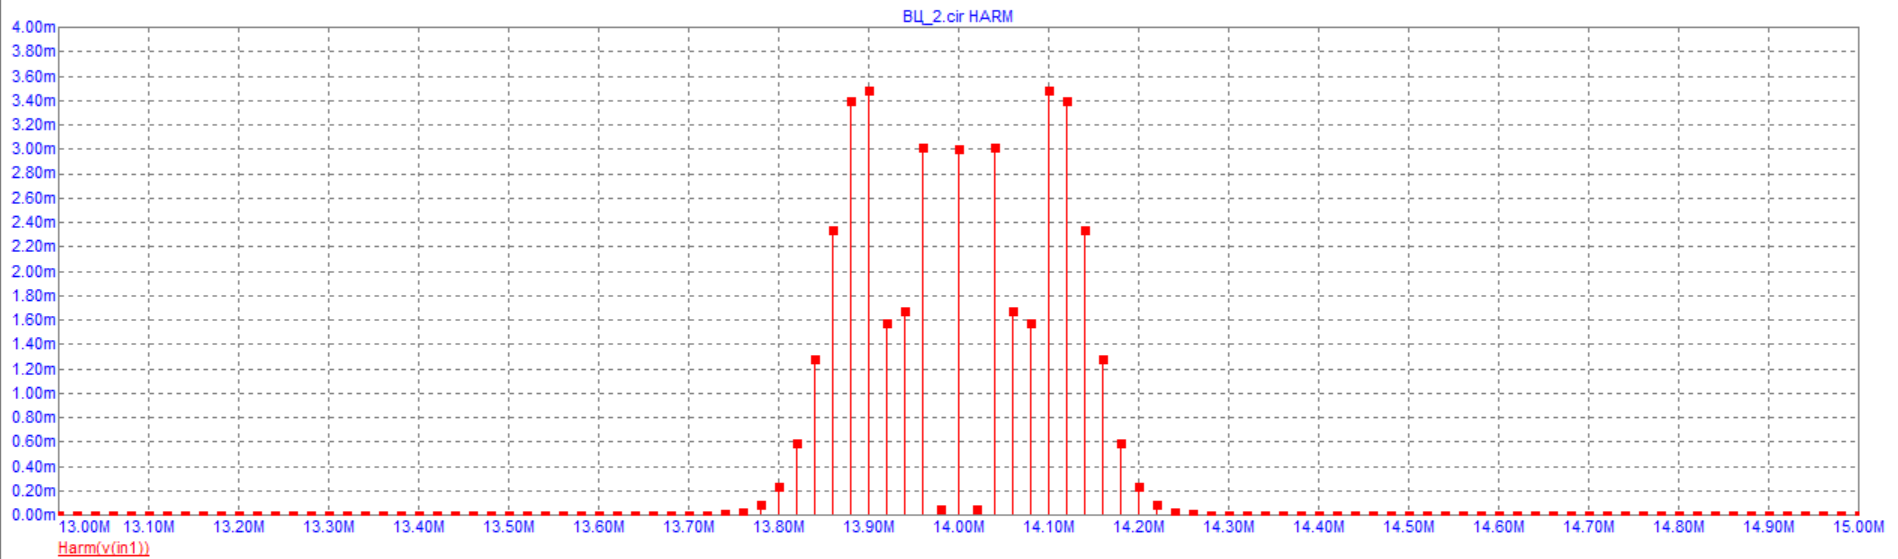 ВЦ_2.cir HARM
4.00m
3.80m
3.60m
3.40m
3.20m
3.00m
2.80m
2.60m
2.40m
2.20m
2.00m
1.80m
1.60m
1.40m
1.20m
1.00m
0.80m
0.60m
0.40m
0.20m
0.00m
13.00M 13.10M 13.20M 13.30M 13.40M 13.50M 13.60M 13.70M 13.80M 13.90M 14.00M 14.10M 14.20M 14.30M 14.40M 14.50M 14.60M 14.70M 14.80M 14.90M 15.00M
Harm(v(in1))